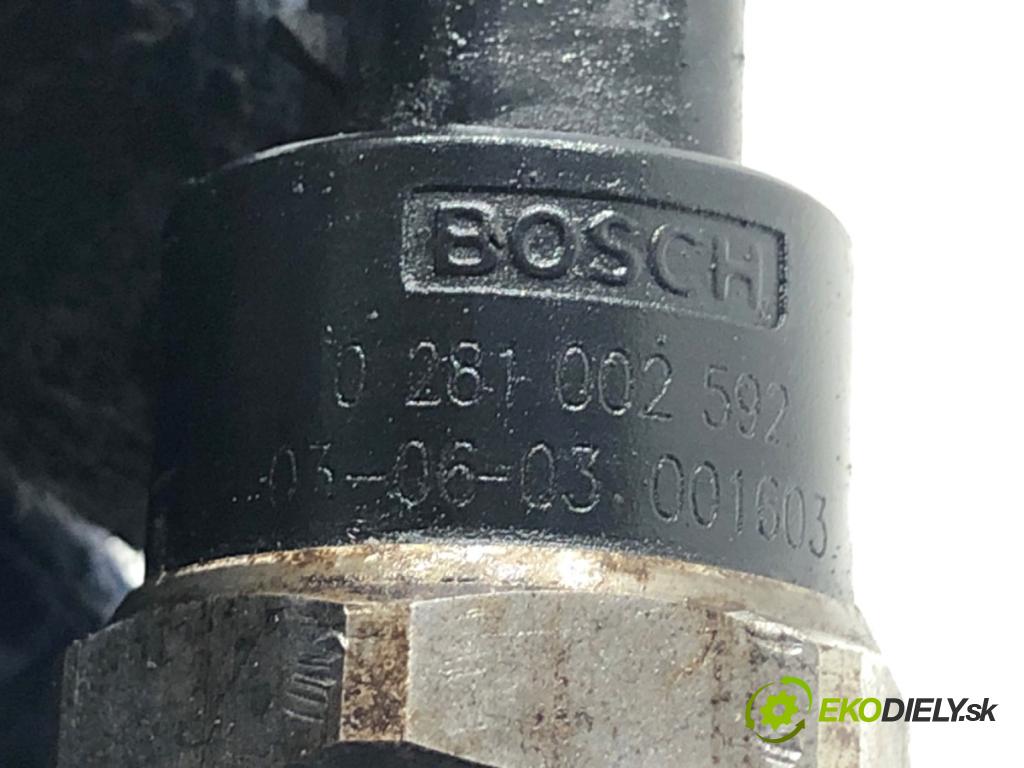 BOSCH
0 281 002 592
03-06-03 001603
EKODIELY.sk